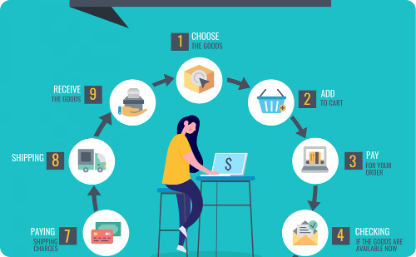 1 CHOOSE
THE GOODS
2 ADD
TO CART
3 PAY
FOR YOUR
ORDER
4 CHECKING
IF THE GOODS ARE
AVAILABLE NOW
7 PAYING
SHIPPING
CHARGES
8 SHIPPING
9 RECEIVE
THE GOODS
$